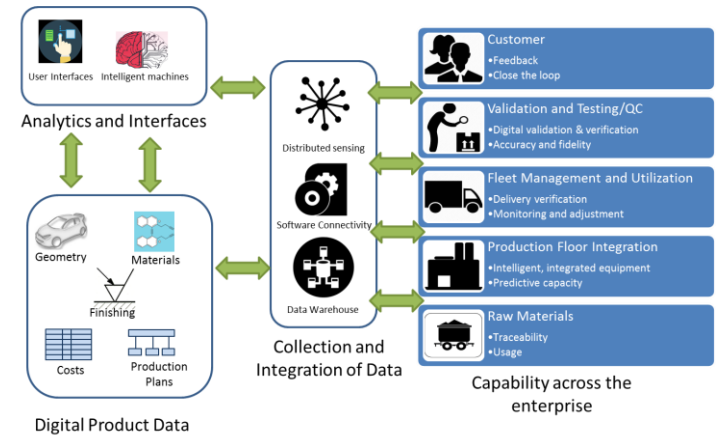 User Interfaces
Intelligent machines
Analytics and Interfaces
Geometry
Materials
Finishing
Costs
Production
Plans
Digital Product Data
Distributed sensing
Software Connectivity
Data Warehouse
Collection and
Integration of Data
Customer
•Feedback
•Close the loop
Validation and Testing/QC
•Digital validation & verification
•Accuracy and fidelity
Fleet Management and Utilization
•Delivery verification
•Monitoring and adjustment
Production Floor Integration
•Intelligent, integrated equipment
•Predictive capacity
Raw Materials
•Traceability
•Usage
Capability across the
enterprise